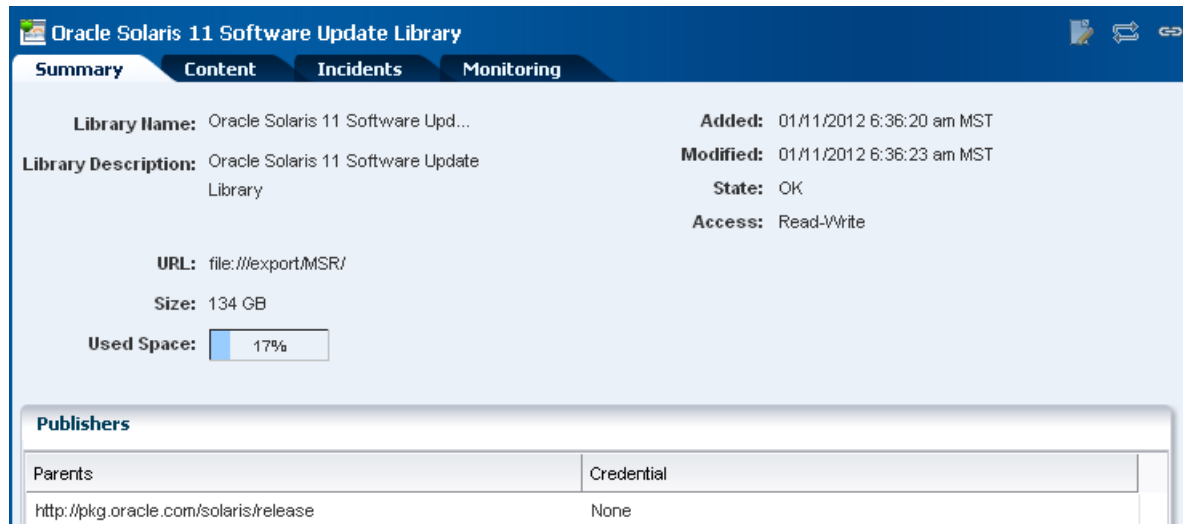 Oracle Solaris 11 Software Update Library
Summary Content Incidents Monitoring
Library Name: Oracle Solaris 11 Software Upd...
Library Description: Oracle Solaris 11 Software Update
Library
URL: file:///export/MSR/
Size: 134 GB
Used Space: 17%
Added: 01/11/2012 6:36:20 am MST
Modified: 01/11/2012 6:36:23 am MST
State: OK
Access: Read-Write
Publishers
Parents Credential
http://pkg.oracle.com/solaris/release None